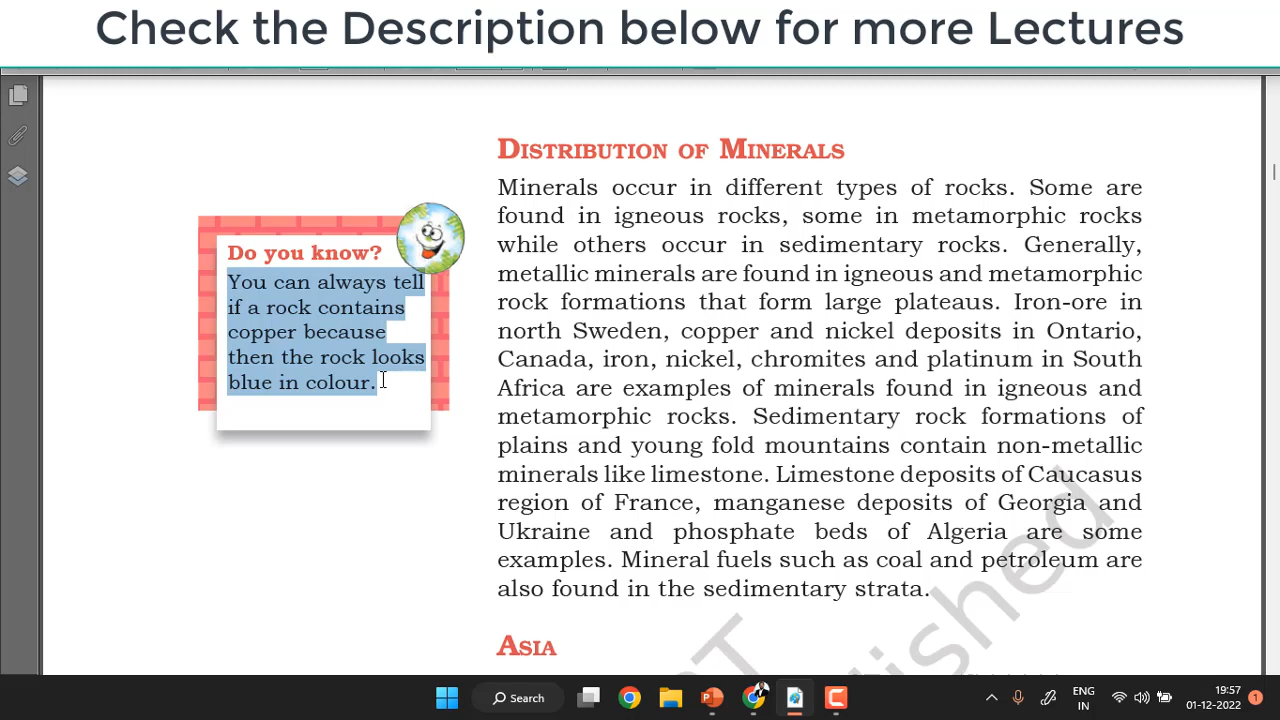 Check the Description below for more Lectures
Do you know?
You can always tell
if a rock contains
copper because
then the rock looks
blue in colour.
DISTRIBUTION OF MINERALS
Minerals occur in different types of rocks. Some are
found in igneous rocks, some in metamorphic rocks
while others occur in sedimentary rocks. Generally,
metallic minerals are found in igneous and metamorphic
rock formations that form large plateaus. Iron-ore in
north Sweden, copper and nickel deposits in Ontario,
Canada, iron, nickel, chromites and platinum in South
Africa are examples of minerals found in igneous and
metamorphic rocks. Sedimentary rock formations of
plains and young fold mountains contain non-metallic
minerals like limestone. Limestone deposits of Caucasus
region of France, manganese deposits of Georgia and
Ukraine and phosphate beds of Algeria are some
examples. Mineral fuels such as coal and petroleum are
also found in the sedimentary strata.
ASIA
Search
ENG
IN
19:57
01-12-2022
1